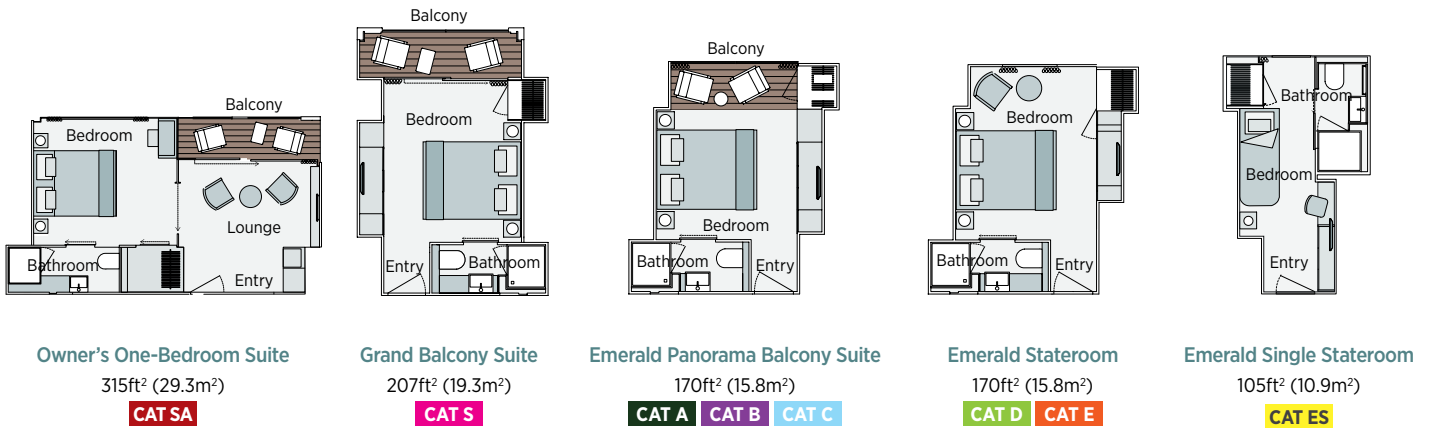 Balcony
Bedroom
Lounge
Bathroom
Entry
Owner's One-Bedroom Suite
315ft² (29.3m²)
CAT SA
Balcony
Bedroom
Entry
Bathroom
Grand Balcony Suite
207ft² (19.3m²)
CAT S
Balcony
Bedroom
Bathroom
Entry
Emerald Panorama Balcony Suite
170ft² (15.8m²)
CAT A CAT B CAT C
Bedroom
Bathroom
Entry
Emerald Stateroom
170ft² (15.8m²)
CAT D CAT E
Bathroom
Bedroom
Entry
Emerald Single Stateroom
105ft² (10.9m²)
CAT ES